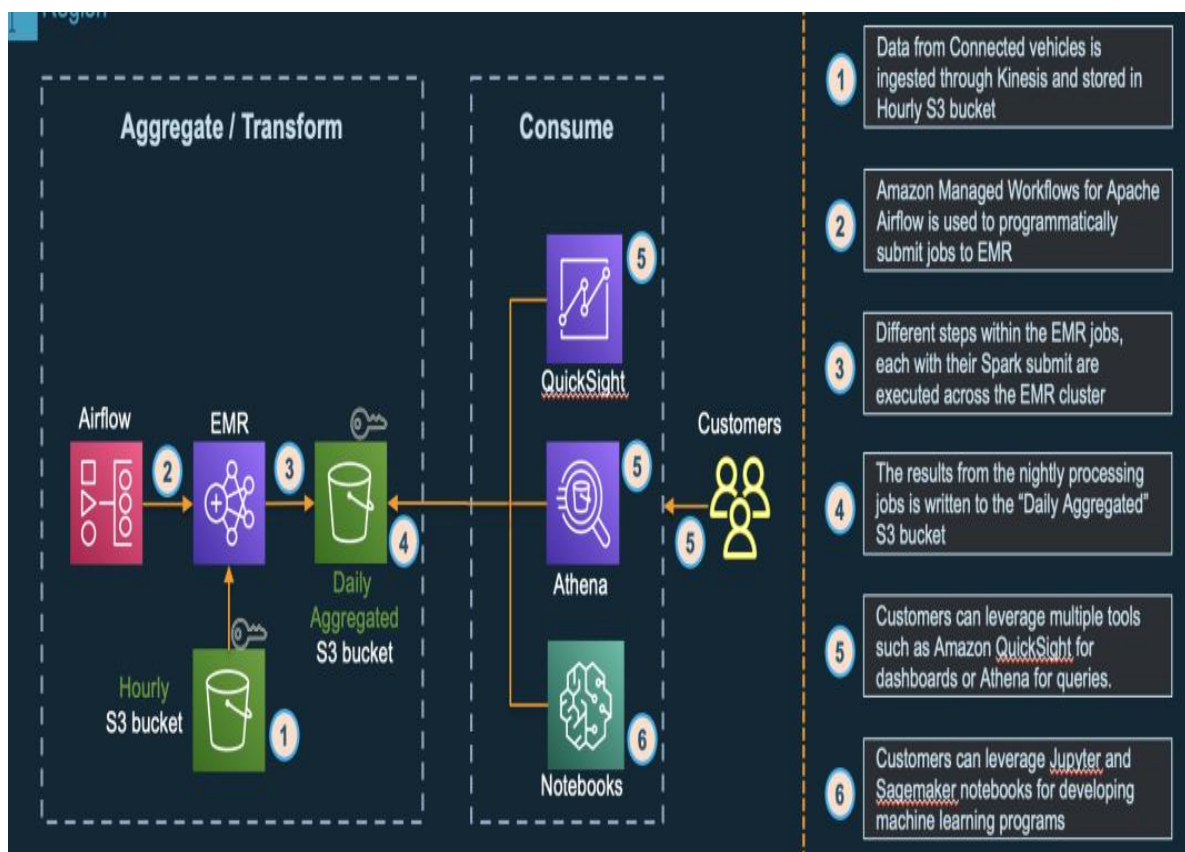 Region
Aggregate / Transform
Consume
QuickSight
Airflow
EMR
Customers
2
3
4
5
5
5
Athena
Daily
Aggregated
S3 bucket
Hourly
S3 bucket
1
6
Notebooks
1
Data from Connected vehicles is
ingested through Kinesis and stored in
Hourly S3 bucket
2
Amazon Managed Workflows for Apache
Airflow is used to programmatically
submit jobs to EMR
3
Different steps within the EMR jobs,
each with their Spark submit are
executed across the EMR cluster
4
The results from the nightly processing
jobs is written to the “Daily Aggregated”
S3 bucket
5
Customers can leverage multiple tools
such as Amazon QuickSight for
dashboards or Athena for queries.
6
Customers can leverage Jupyter and
Sagemaker notebooks for developing
machine learning programs